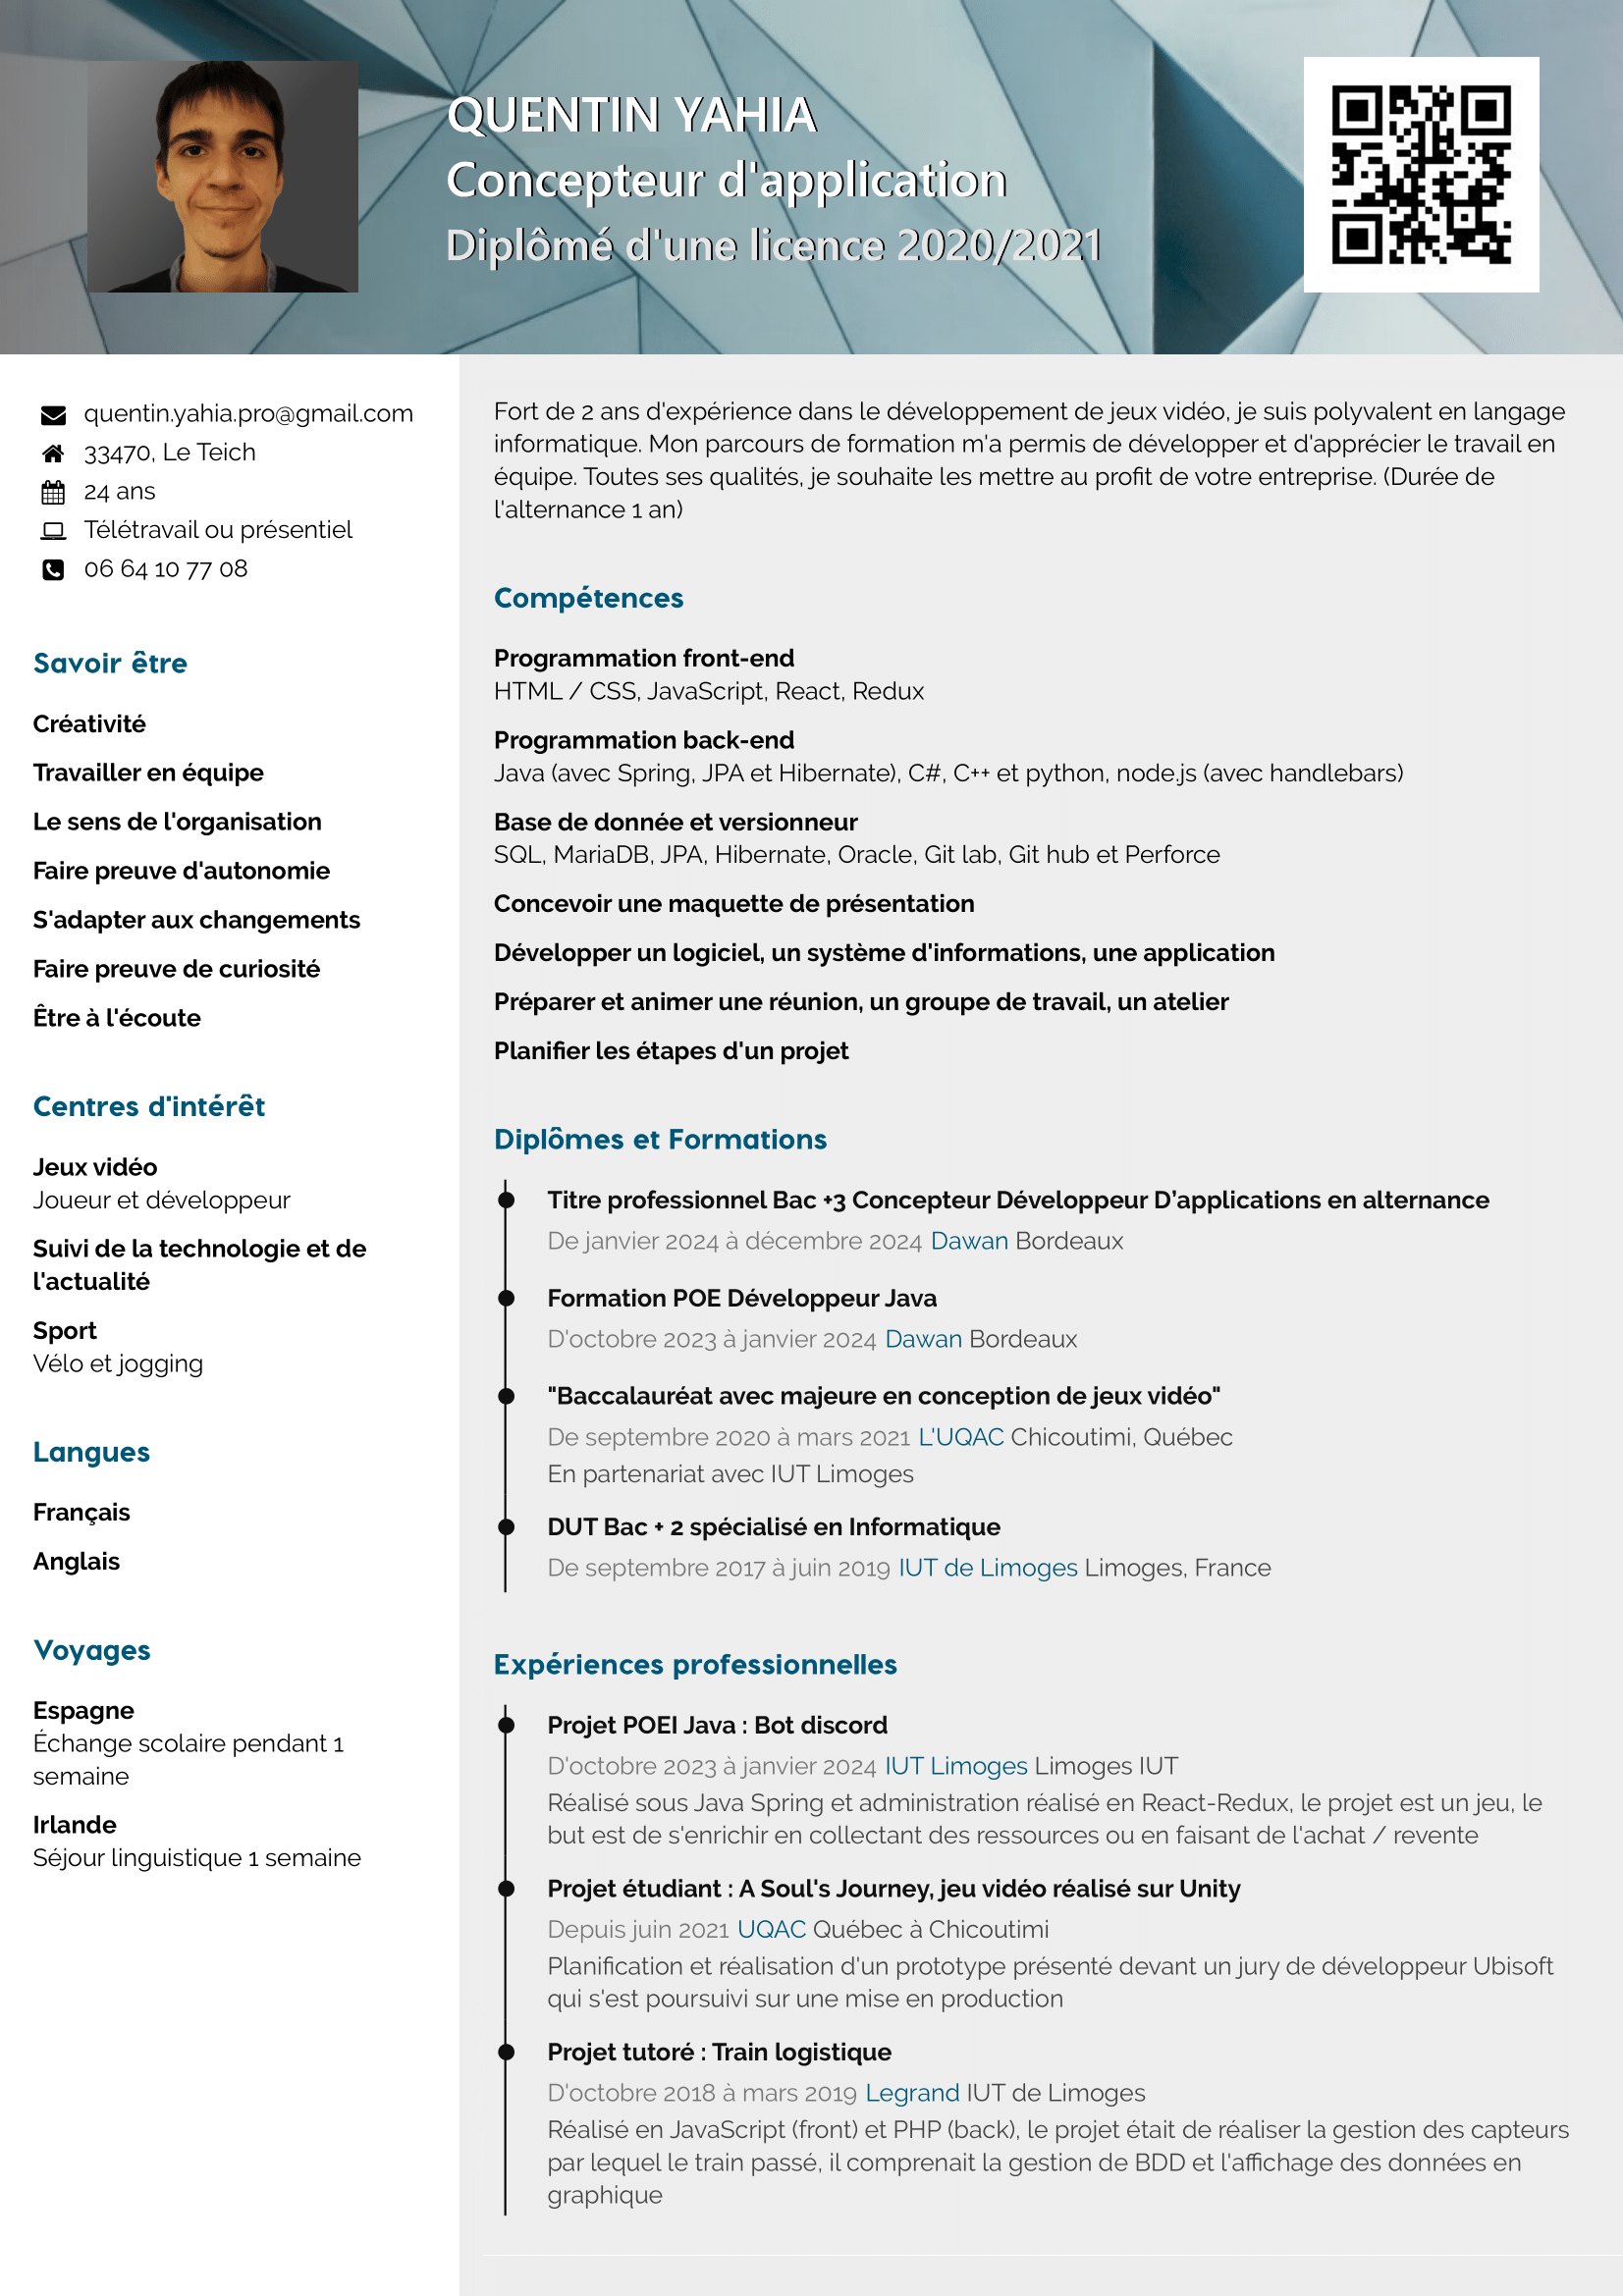 QUENTIN YAHIA
Concepteur d'application
Diplômé d'une licence 2020/2021
quentin.yahia.pro@gmail.com
33470, Le Teich
24 ans
Télétravail ou présentiel
06 64 10 77 08
Savoir être
Créativité
Travailler en équipe
Le sens de l'organisation
Faire preuve d'autonomie
S'adapter aux changements
Faire preuve de curiosité
Être à l'écoute
Centres d'intérêt
Jeux vidéo
Joueur et développeur
Suivi de la technologie et de
l'actualité
Sport
Vélo et jogging
Langues
Français
Anglais
Voyages
Espagne
Échange scolaire pendant 1
semaine
Irlande
Séjour linguistique 1 semaine
Fort de 2 ans d'expérience dans le développement de jeux vidéo, je suis polyvalent en langage
informatique. Mon parcours de formation m'a permis de développer et d'apprécier le travail en
équipe. Toutes ses qualités, je souhaite les mettre au profit de votre entreprise. (Durée de
l'alternance 1 an)
Compétences
Programmation front-end
HTML / CSS, JavaScript, React, Redux
Programmation back-end
Java (avec Spring, JPA et Hibernate), C#, C++ et python, node.js (avec handlebars)
Base de donnée et versionneur
SQL, MariaDB, JPA, Hibernate, Oracle, Git lab, Git hub et Perforce
Concevoir une maquette de présentation
Développer un logiciel, un système d'informations, une application
Préparer et animer une réunion, un groupe de travail, un atelier
Planifier les étapes d'un projet
Diplômes et Formations
Titre professionnel Bac +3 Concepteur Développeur D’applications en alternance
De janvier 2024 à décembre 2024 Dawan Bordeaux
Formation POE Développeur Java
D'octobre 2023 à janvier 2024 Dawan Bordeaux
"Baccalauréat avec majeure en conception de jeux vidéo"
De septembre 2020 à mars 2021 L'UQAC Chicoutimi, Québec
En partenariat avec IUT Limoges
DUT Bac + 2 spécialisé en Informatique
De septembre 2017 à juin 2019 IUT de Limoges Limoges, France
Expériences professionnelles
Projet POEI Java : Bot discord
D'octobre 2023 à janvier 2024 IUT Limoges Limoges IUT
Réalisé sous Java Spring et administration réalisé en React-Redux, le projet est un jeu, le
but est de s'enrichir en collectant des ressources ou en faisant de l'achat / revente
Projet étudiant : A Soul's Journey, jeu vidéo réalisé sur Unity
Depuis juin 2021 UQAC Québec à Chicoutimi
Planification et réalisation d'un prototype présenté devant un jury de développeur Ubisoft
qui s'est poursuivi sur une mise en production
Projet tutoré : Train logistique
D'octobre 2018 à mars 2019 Legrand IUT de Limoges
Réalisé en JavaScript (front) et PHP (back), le projet était de réaliser la gestion des capteurs
par lequel le train passé, il comprenait la gestion de BDD et l'affichage des données en
graphique